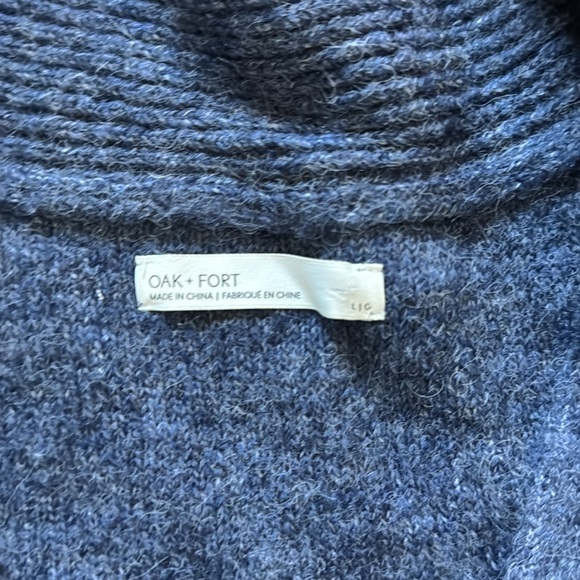 OAK + FORT
MADE IN CHINA | FABRIQUÉ EN CHINE
L | G